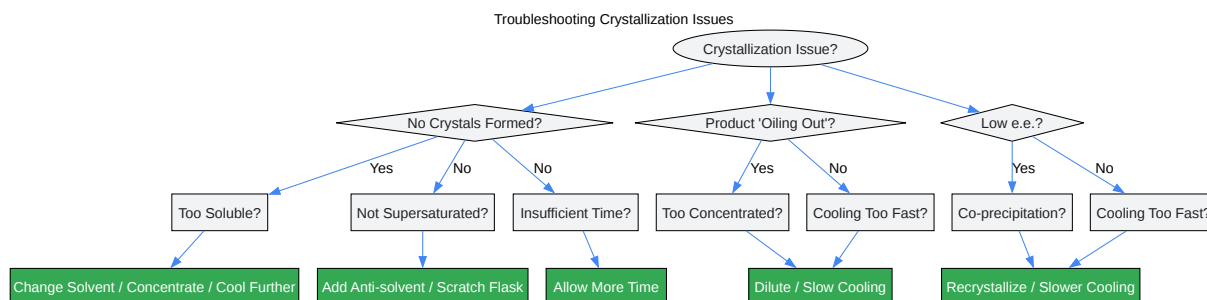 Troubleshooting Crystallization Issues
Crystallization Issue?
No Crystals Formed?
Product 'Oiling Out'?
Low e.e.?
Yes
No
No
Yes
No
Yes
No
Too Soluble?
Not Supersaturated?
Insufficient Time?
Too Concentrated?
Cooling Too Fast?
Co-precipitation?
Cooling Too Fast?
Change Solvent / Concentrate / Cool Further
Add Anti-solvent / Scratch Flask
Allow More Time
Dilute / Slow Cooling
Recrystallize / Slower Cooling